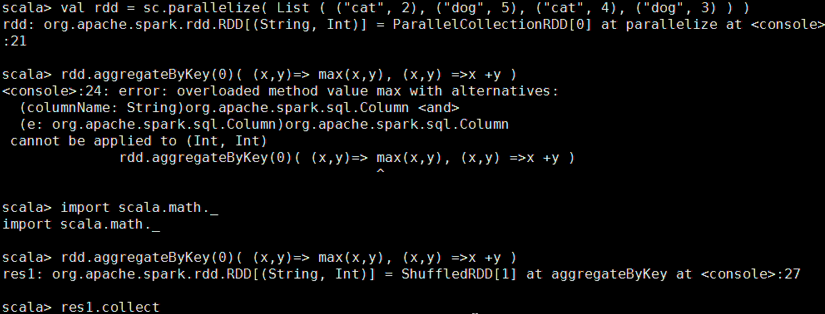 scala> val rdd = sc.parallelize( List ( ("cat", 2), ("dog", 5), ("cat", 4), ("dog", 3) ) )
rdd: org.apache.spark.rdd.RDD[(String, Int)] = ParallelCollectionRDD[0] at parallelize at <console>
:21
scala> rdd.aggregateByKey(0)( (x,y)=> max(x,y), (x,y) =>x +y )
<console>:24: error: overloaded method value max with alternatives:
(columnName: String)org.apache.spark.sql.Column <and>
(e: org.apache.spark.sql.Column)org.apache.spark.sql.Column
cannot be applied to (Int, Int)
rdd.aggregateByKey(0)( (x,y)=> max(x,y), (x,y) =>x +y )
^
scala> import scala.math._
import scala.math._
scala> rdd.aggregateByKey(0)( (x,y)=> max(x,y), (x,y) =>x +y )
res1: org.apache.spark.rdd.RDD[(String, Int)] = ShuffledRDD[1] at aggregateByKey at <console>:27
scala> res1.collect